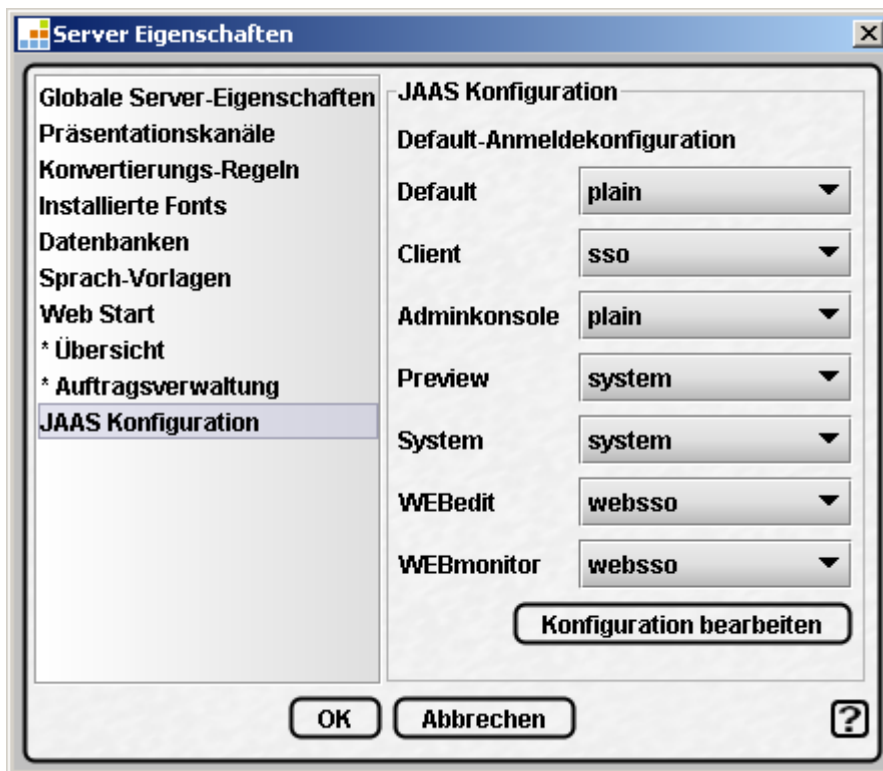 Server Eigenschaften
Globale Server-Eigenschaften
Präsentationskanäle
Konvertierungs-Regeln
Installierte Fonts
Datenbanken
Sprach-Vorlagen
Web Start
* Übersicht
* Auftragsverwaltung
JAAS Konfiguration
JAAS Konfiguration
Default-Anmeldekonfiguration
Default plain
Client sso
Adminkonsole plain
Preview system
System system
WEBedit websso
WEBmonitor websso
Konfiguration bearbeiten
OK Abbrechen ?